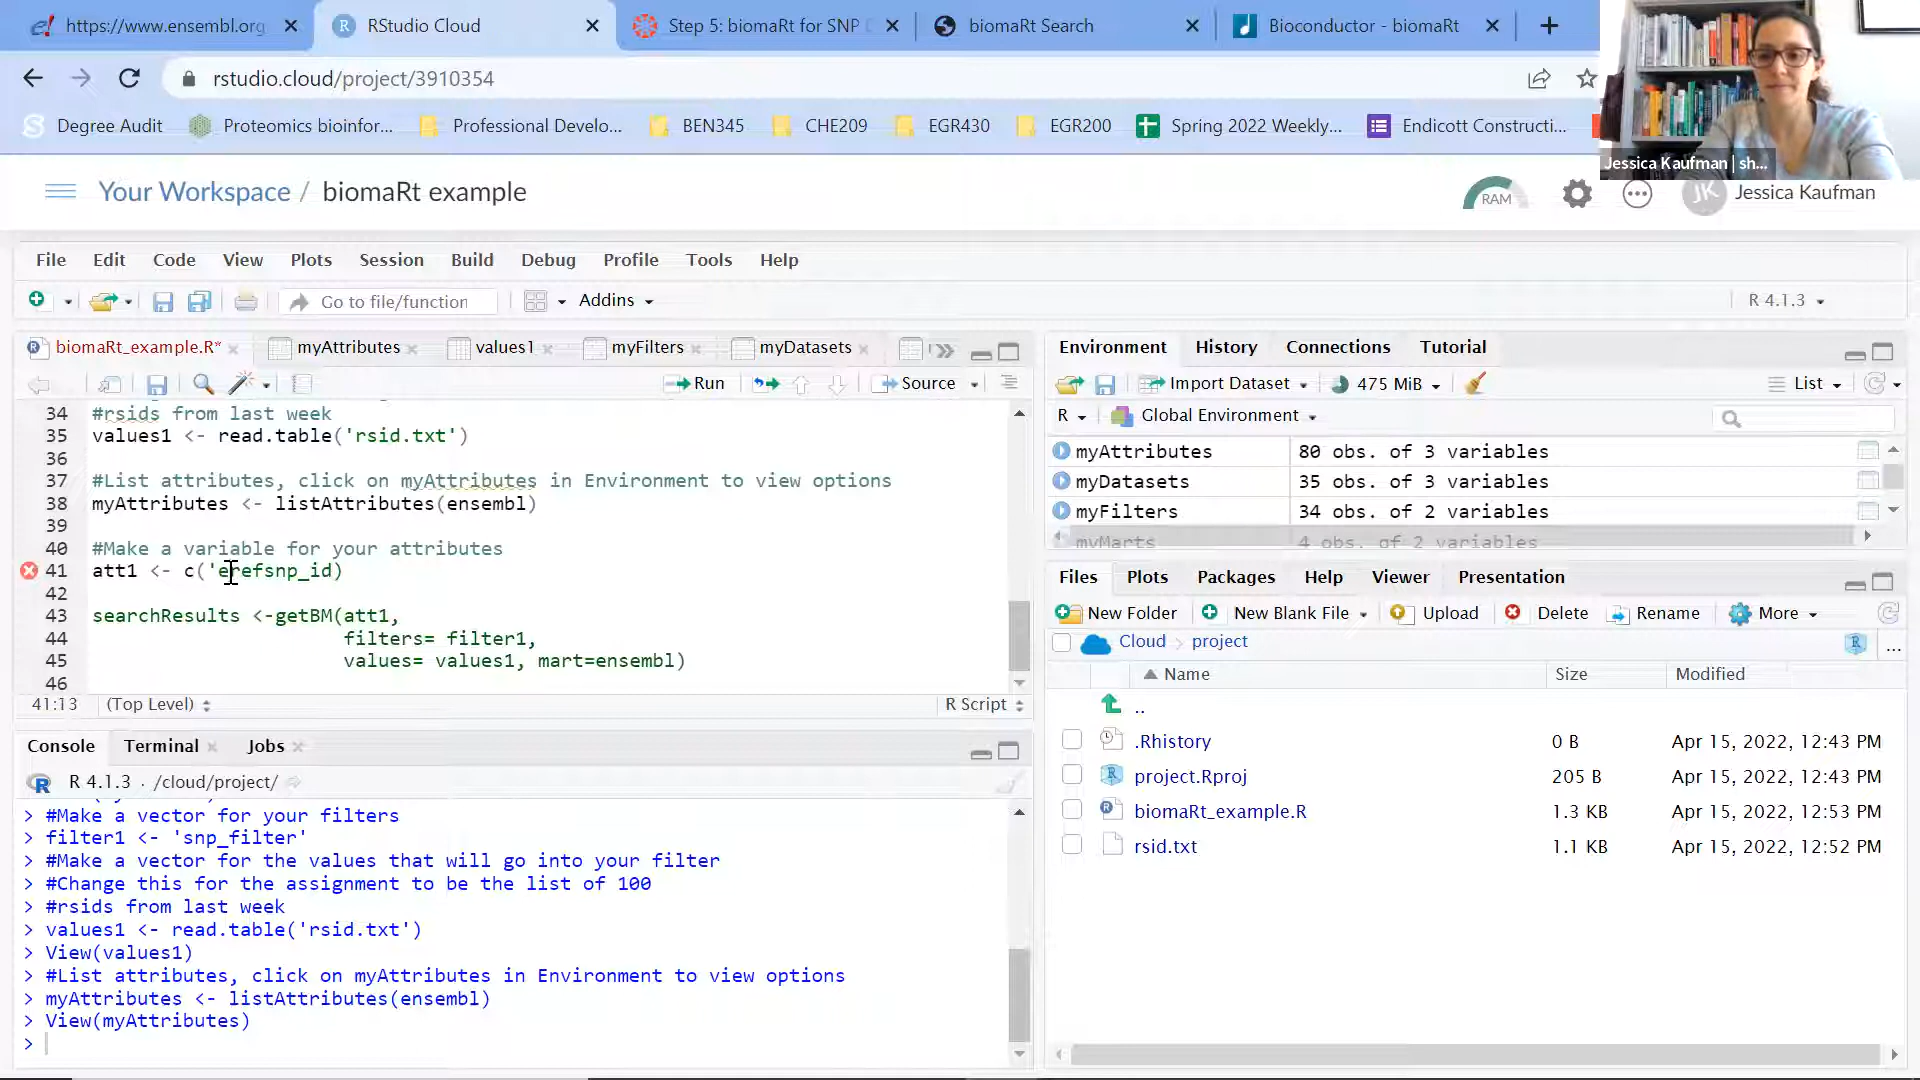 https://www.ensembl.org
RStudio Cloud
Step 5: biomaRt for SNP
biomaRt Search
Bioconductor - biomaRt
rstudio.cloud/project/3910354
Degree Audit
Proteomics bioinfor...
Professional Develo...
BEN345
CHE209
EGR430
EGR200
Spring 2022 Weekly...
Endicott Constructi...
Jessica Kaufman | sh...
Your Workspace / biomaRt example
RAM
JK
Jessica Kaufman
File Edit Code View Plots Session Build Debug Profile Tools Help
Go to file/function
Addins
R 4.1.3
biomaRt_example.R*
myAttributes
values1
myFilters
myDatasets
Run
Source
34 #rsids from last week
35 values1 <- read.table('rsid.txt')
36
37 #List attributes, click on myAttributes in Environment to view options
38 myAttributes <- listAttributes(ensembl)
39
40 #Make a variable for your attributes
41 att1 <- c('erefsnp_id)
42
43 searchResults <-getBM(att1,
44 filters= filter1,
45 values= values1, mart=ensembl)
46
41:13 (Top Level) R Script
Console Terminal Jobs
R 4.1.3 . /cloud/project/
> #Make a vector for your filters
> filter1 <- 'snp_filter'
> #Make a vector for the values that will go into your filter
> #Change this for the assignment to be the list of 100
> #rsids from last week
> values1 <- read.table('rsid.txt')
> View(values1)
> #List attributes, click on myAttributes in Environment to view options
> myAttributes <- listAttributes(ensembl)
> View(myAttributes)
>
Environment History Connections Tutorial
Import Dataset 475 MiB List
R Global Environment
myAttributes 80 obs. of 3 variables
myDatasets 35 obs. of 3 variables
myFilters 34 obs. of 2 variables
myMarts 4 obs. of 2 variables
Files Plots Packages Help Viewer Presentation
New Folder New Blank File Upload Delete Rename More
Cloud project ...
Name Size Modified
..
.Rhistory 0 B Apr 15, 2022, 12:43 PM
project.Rproj 205 B Apr 15, 2022, 12:43 PM
biomaRt_example.R 1.3 KB Apr 15, 2022, 12:53 PM
rsid.txt 1.1 KB Apr 15, 2022, 12:52 PM